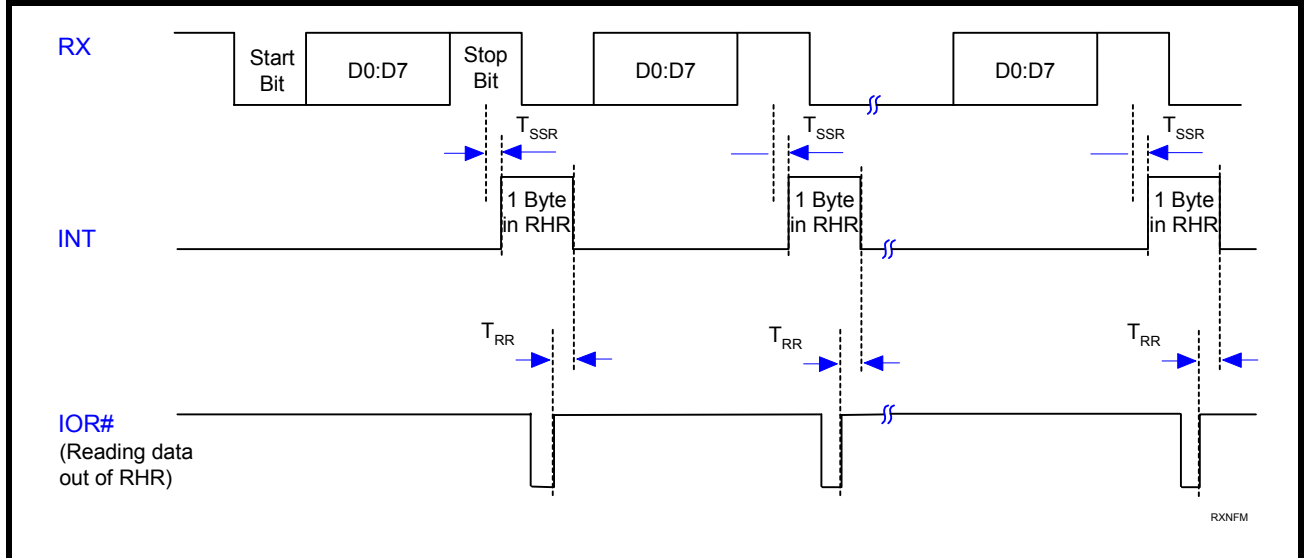 RX
Start
Bit
D0:D7
Stop
Bit
D0:D7
D0:D7
TSSR
TSSR
TSSR
INT
1 Byte
in RHR
1 Byte
in RHR
1 Byte
in RHR
TRR
TRR
TRR
IOR#
(Reading data
out of RHR)
RXNFM